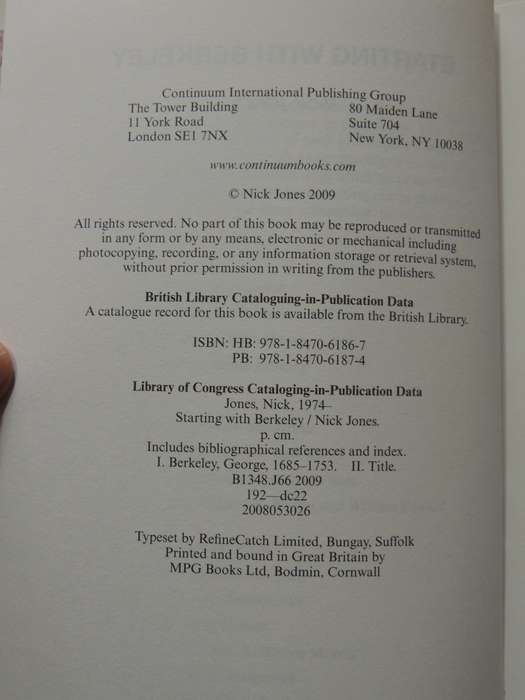 Continuum International Publishing Group
The Tower Building 80 Maiden Lane
11 York Road Suite 704
London SE1 7NX New York, NY 10038
www.continuumbooks.com
© Nick Jones 2009
All rights reserved. No part of this book may be reproduced or transmitted
in any form or by any means, electronic or mechanical including
photocopying, recording, or any information storage or retrieval system,
without prior permission in writing from the publishers.
British Library Cataloguing-in-Publication Data
A catalogue record for this book is available from the British Library.
ISBN: HB: 978-1-8470-6186-7
PB: 978-1-8470-6187-4
Library of Congress Cataloging-in-Publication Data
Jones, Nick, 1974–
Starting with Berkeley / Nick Jones.
p. cm.
Includes bibliographical references and index.
I. Berkeley, George, 1685–1753. II. Title.
B1348.J66 2009
192—dc22
2008053026
Typeset by RefineCatch Limited, Bungay, Suffolk
Printed and bound in Great Britain by
MPG Books Ltd, Bodmin, Cornwall